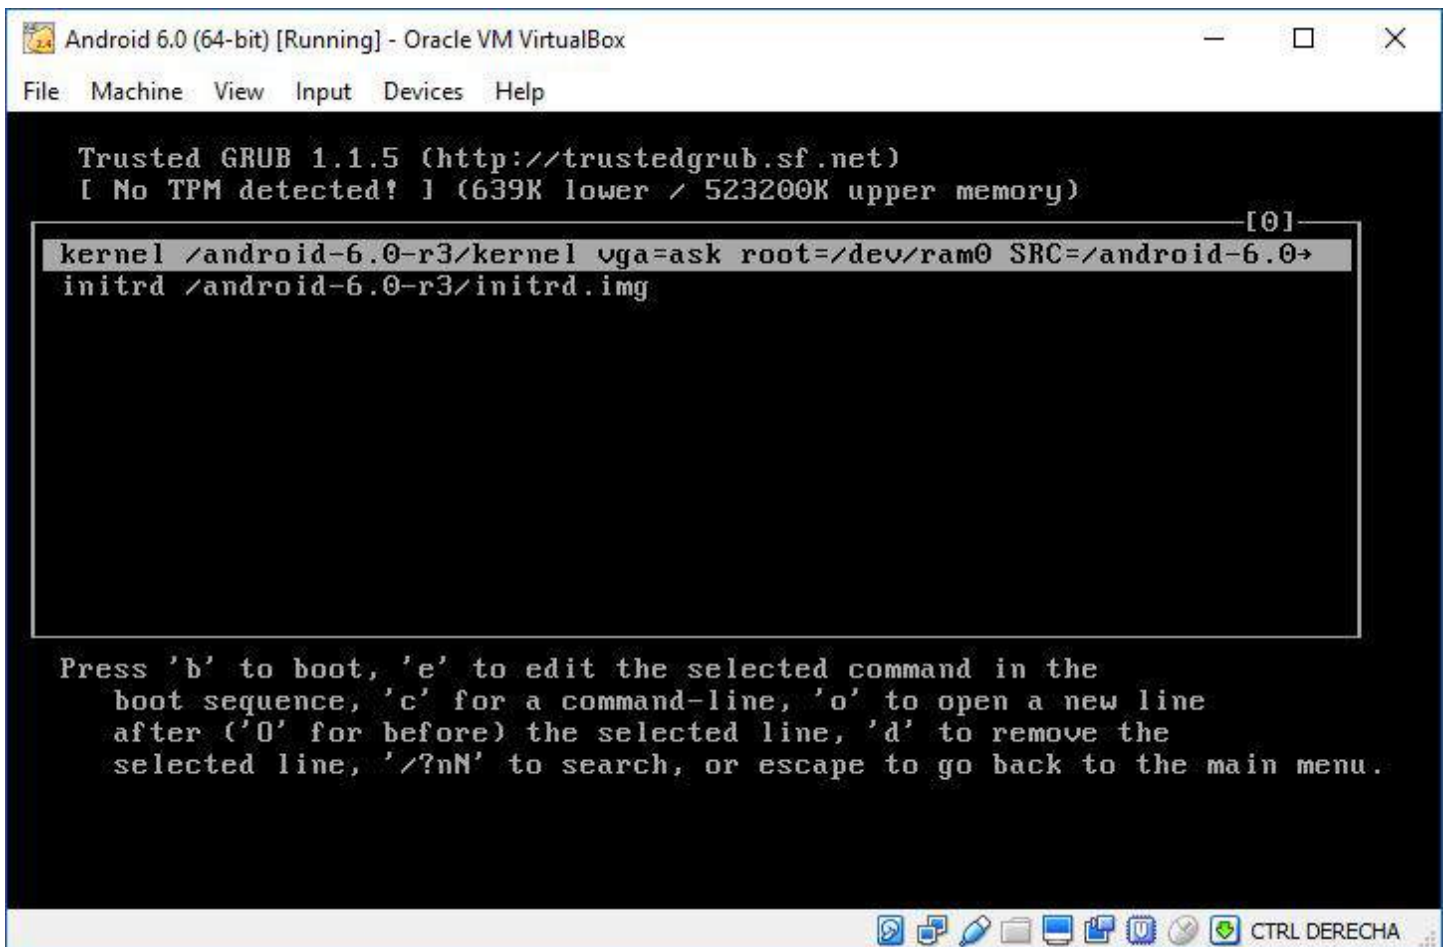 Android 6.0 (64-bit) [Running] - Oracle VM VirtualBox
File Machine View Input Devices Help
Trusted GRUB 1.1.5 (http://trustedgrub.sf.net)
[ No TPM detected! ] (639K lower / 523200K upper memory)
[0]
kernel /android-6.0-r3/kernel vga=ask root=/dev/ram0 SRC=/android-6.0→
initrd /android-6.0-r3/initrd.img
Press 'b' to boot, 'e' to edit the selected command in the
boot sequence, 'c' for a command-line, 'o' to open a new line
after ('O' for before) the selected line, 'd' to remove the
selected line, '/?nN' to search, or escape to go back to the main menu.
CTRL DERECHA